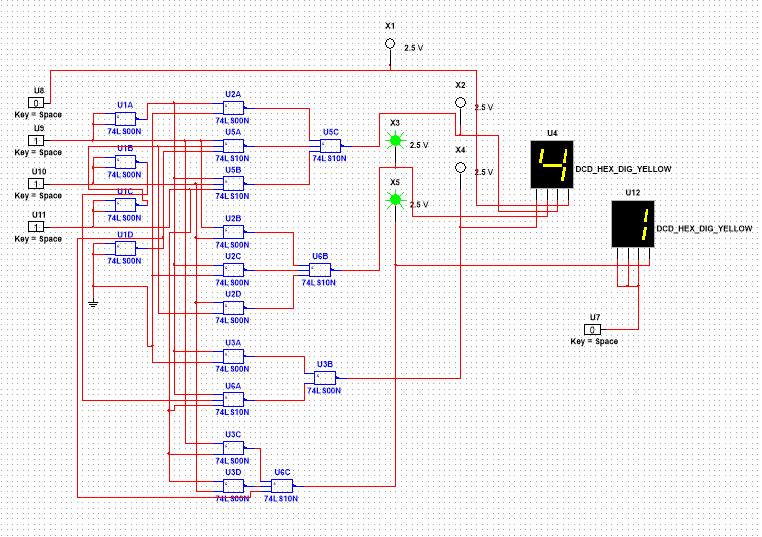 X1
2.5 V
U8
0
Key = Space
U1A
74LS00N
U2A
74LS00N
X2
2.5 V
U9
1
Key = Space
U1B
74LS00N
U5A
74LS10N
U5C
74LS10N
X3
2.5 V
U4
4
DCD_HEX_DIG_YELLOW
X4
2.5 V
U10
1
Key = Space
U1C
74LS00N
U5B
74LS10N
X5
2.5 V
U12
1
DCD_HEX_DIG_YELLOW
U11
1
Key = Space
U1D
74LS00N
U2B
74LS00N
U2C
74LS00N
U6B
74LS10N
U2D
74LS00N
U7
0
Key = Space
U3A
74LS00N
U3B
74LS00N
U6A
74LS10N
U3C
74LS00N
U3D
74LS00N
U6C
74LS10N